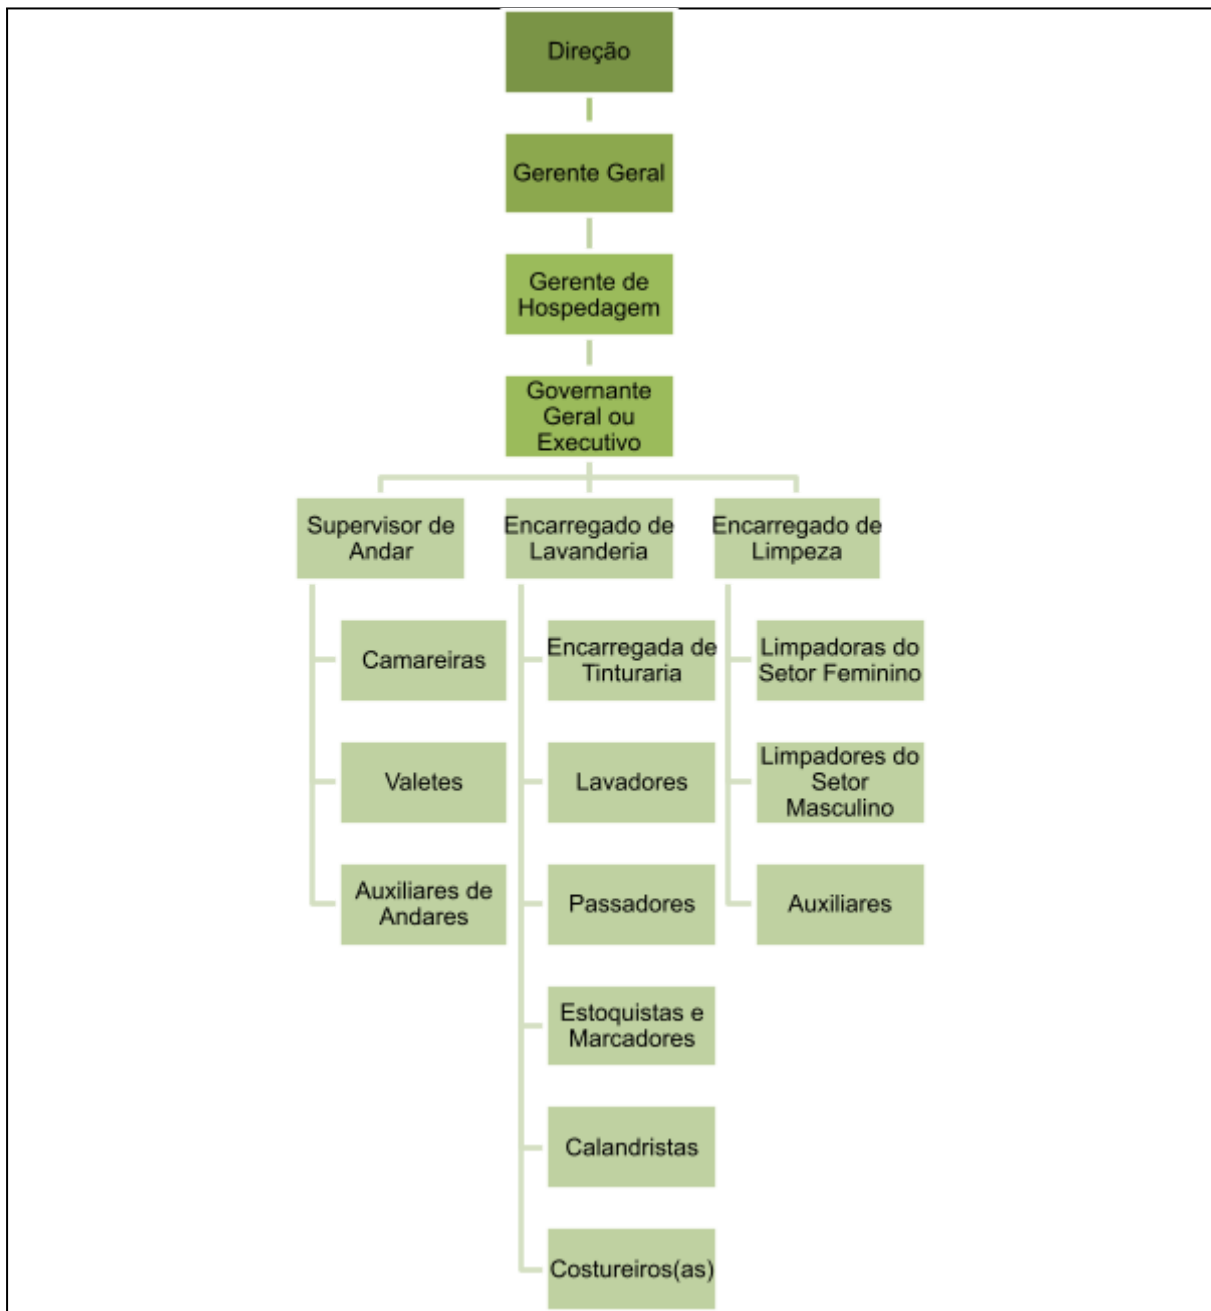 Direção
Gerente Geral
Gerente de
Hospedagem
Governante
Geral ou
Executivo
Supervisor de
Andar
Encarregado de
Lavanderia
Encarregado de
Limpeza
Camareiras
Valetes
Auxiliares de
Andares
Encarregada de
Tinturaria
Lavadores
Passadores
Estoquistas e
Marcadores
Calandristas
Costureiros(as)
Limpadoras do
Setor Feminino
Limpadores do
Setor
Masculino
Auxiliares